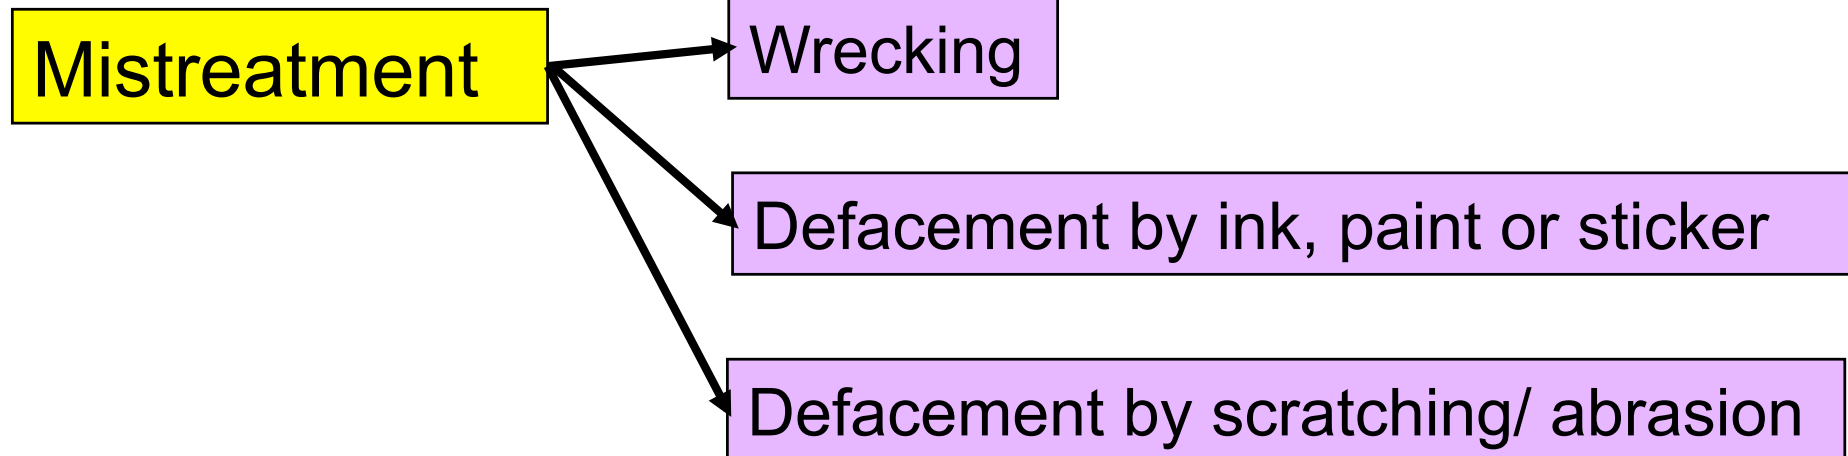 Mistreatment
Wrecking
Defacement by ink, paint or sticker
Defacement by scratching/ abrasion